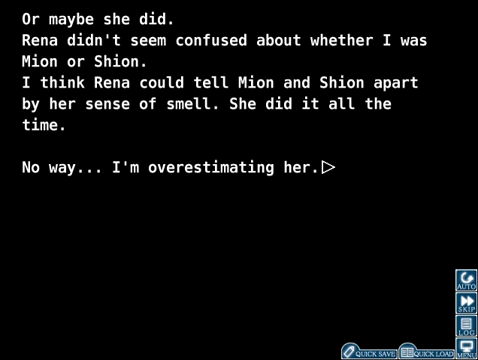 Or maybe she did.
Rena didn't seem confused about whether I was
Mion or Shion.
I think Rena could tell Mion and Shion apart
by her sense of smell. She did it all the
time.
No way... I'm overestimating her.
AUTO
SKIP
LOG
QUICK SAVE QUICK LOAD MENU